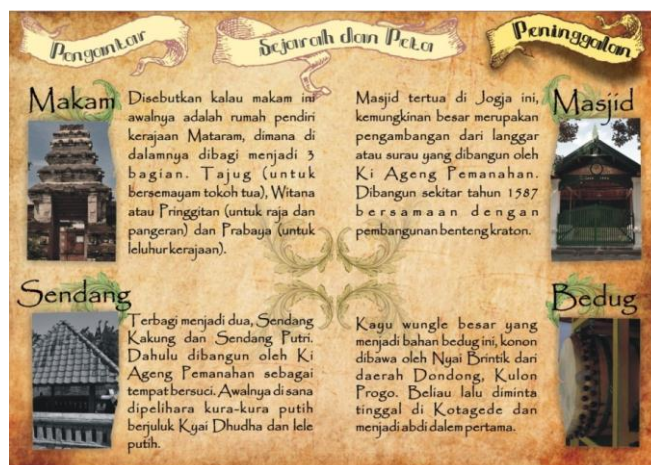 Pengantar
Sejarah dan Peta
Peninggalan
Makam
Disebutkan kalau makam ini
awalnya adalah rumah pendiri
kerajaan Mataram, dimana di
dalamnya dibagi menjadi 3
bagian. Tajug (untuk
bersemayam tokoh tua), Witana
atau Pringgitan (untuk raja dan
pangeran) dan Prabaya (untuk
leluhur kerajaan).
Masjid
Masjid tertua di Jogja ini,
kemungkinan besar merupakan
pengambangan dari langgar
atau surau yang dibangun oleh
Ki Ageng Pemanahan.
Dibangun sekitar tahun 1587
bersamaan dengan
pembangunan benteng kraton.
Sendang
Terbagi menjadi dua, Sendang
Kakung dan Sendang Putri.
Dahulu dibangun oleh Ki
Ageng Pemanahan sebagai
tempat bersuci. Awalnya di sana
dipelihara kura-kura putih
berjuluk Kyai Dhudha dan lele
putih.
Bedug
Kayu wungle besar yang
menjadi bahan bedug ini, konon
dibawa oleh Nyai Brintik dari
daerah Dondong, Kulon
Progo. Beliau lalu diminta
tinggal di Kotagede dan
menjadi abdi dalem pertama.